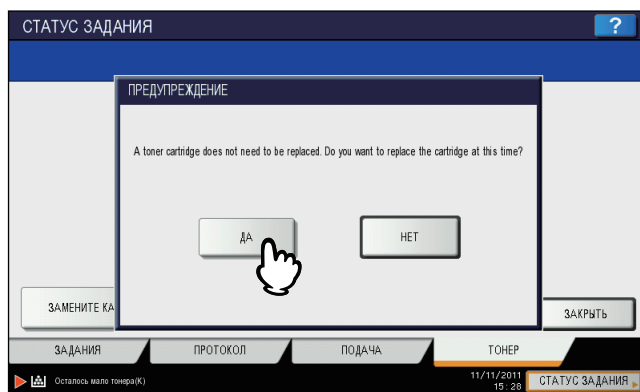 СТАТУС ЗАДАНИЯ
?
ПРЕДУПРЕЖДЕНИЕ
A toner cartridge does not need to be replaced. Do you want to replace the cartridge at this time?
ДА
НЕТ
ЗАМЕНИТЕ КА
ЗАКРЫТЬ
ЗАДАНИЯ
ПРОТОКОЛ
ПОДАЧА
ТОНЕР
Осталось мало тонера(K)
11/11/2011
15:28
СТАТУС ЗАДАНИЯ